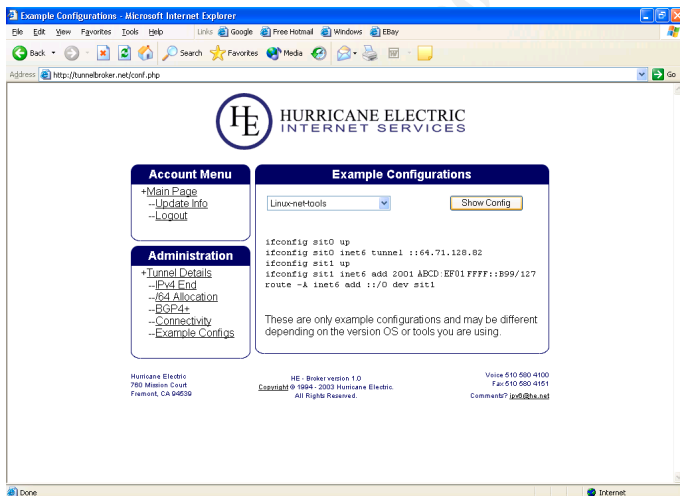 Example Configurations - Microsoft Internet Explorer
File Edit View Favorites Tools Help Links Google Free Hotmail Windows EBay
Back Search Favorites Media
Address http://tunnelbroker.net/conf.php Go
HE HURRICANE ELECTRIC
INTERNET SERVICES
Account Menu
+Main Page
--Update Info
--Logout
Administration
+Tunnel Details
--IPv4 End
--/64 Allocation
--BGP4+
--Connectivity
--Example Configs
Example Configurations
Linux-net-tools Show Config
ifconfig sit0 up
ifconfig sit0 inet6 tunnel ::64.71.128.82
ifconfig sit1 up
ifconfig sit1 inet6 add 2001 ABCD:EF01 FFFF::B99/127
route -A inet6 add ::/0 dev sit1
These are only example configurations and may be different
depending on the version OS or tools you are using.
Hurricane Electric
760 Mission Court
Fremont, CA 94539
HE - Broker version 1.0
Copyright © 1994 - 2003 Hurricane Electric.
All Rights Reserved.
Voice 510 580 4100
Fax 510 580 4151
Comments? ipv6@he.net
Done Internet